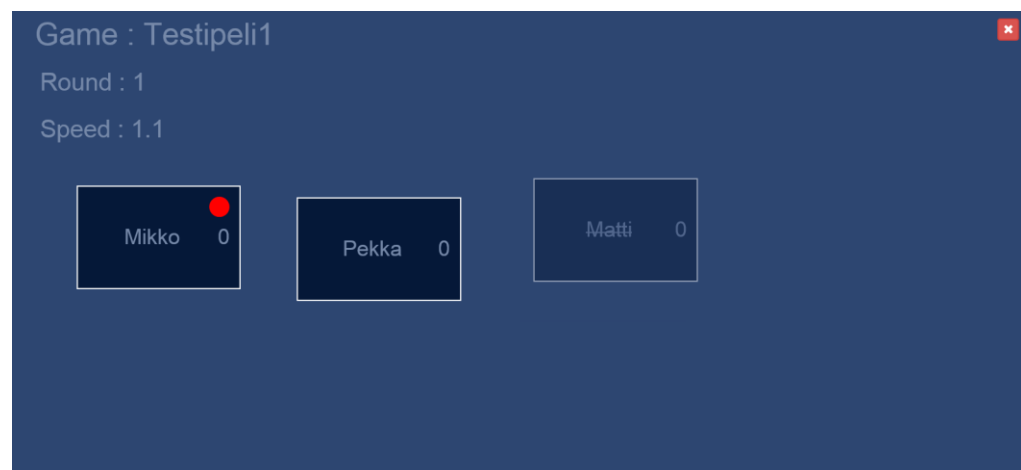 Game : Testipeli1
Round : 1
Speed : 1.1
Mikko 0
Pekka 0
Matti 0